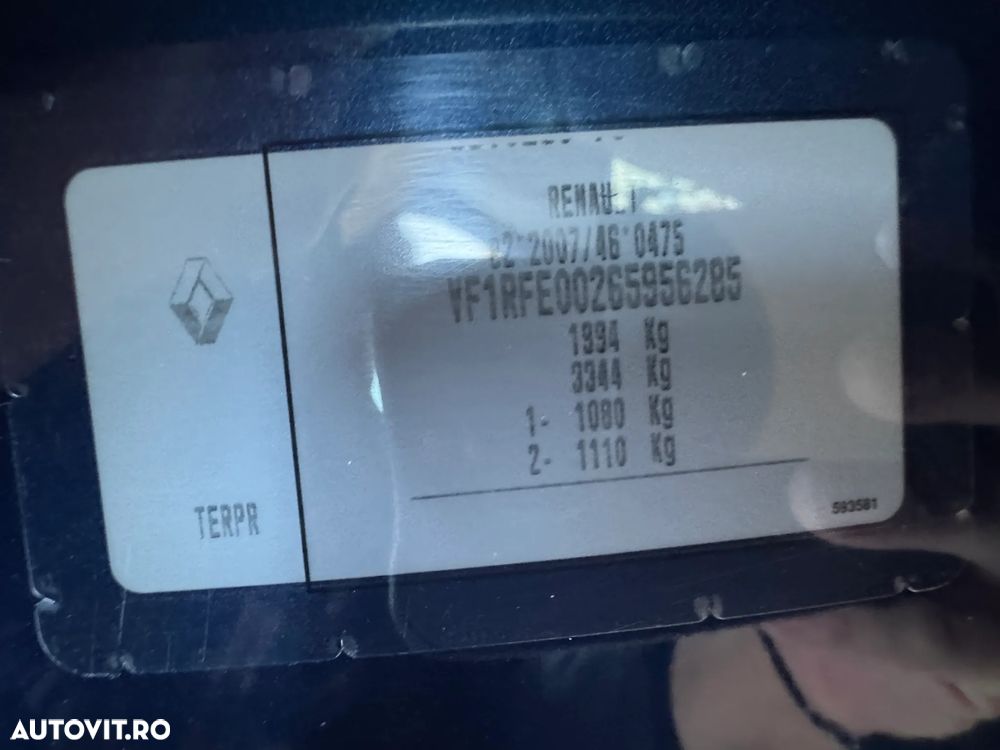 RENAULT
e2*2007/46*0475
VF1RFE00265956285
1994 Kg
3344 Kg
1- 1080 Kg
2- 1110 Kg
TERPR
593581
AUTOVIT.RO